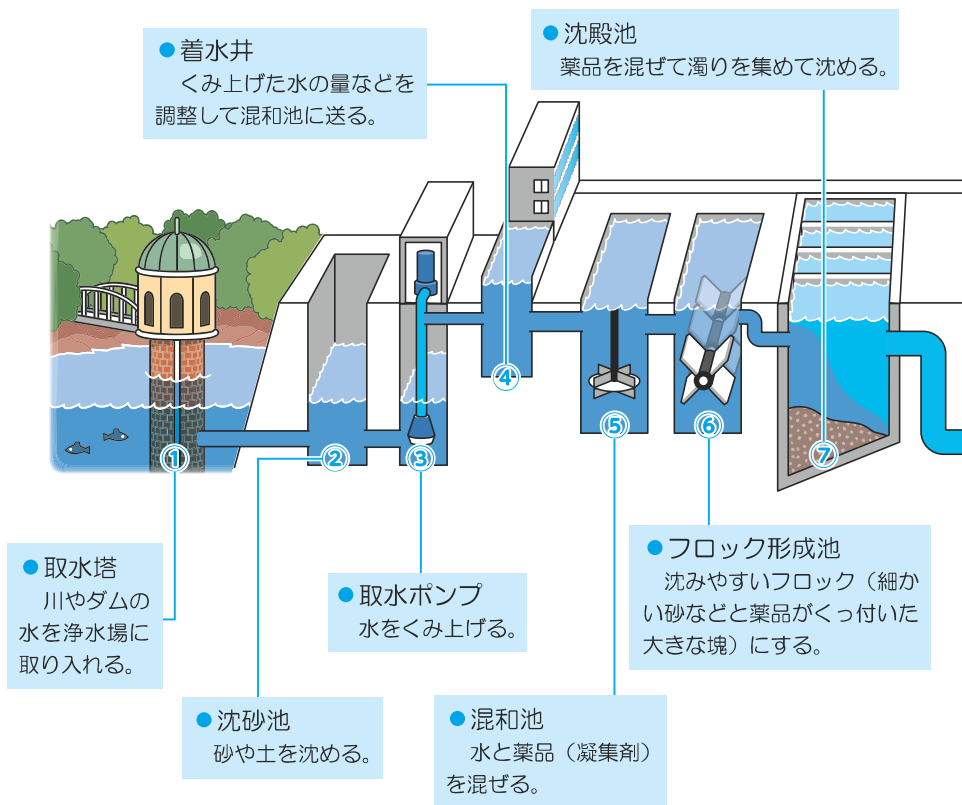 ● 着水井
くみ上げた水の量などを
調整して混和池に送る。
● 沈殿池
薬品を混ぜて濁りを集めて沈める。
④
⑤
⑥
⑦
①
②
③
● 取水塔
川やダムの
水を浄水場に
取り入れる。
● 取水ポンプ
水をくみ上げる。
● フロック形成池
沈みやすいフロック（細か
い砂などと薬品がくっ付いた
大きな塊）にする。
● 沈砂池
砂や土を沈める。
● 混和池
水と薬品（凝集剤）
を混ぜる。